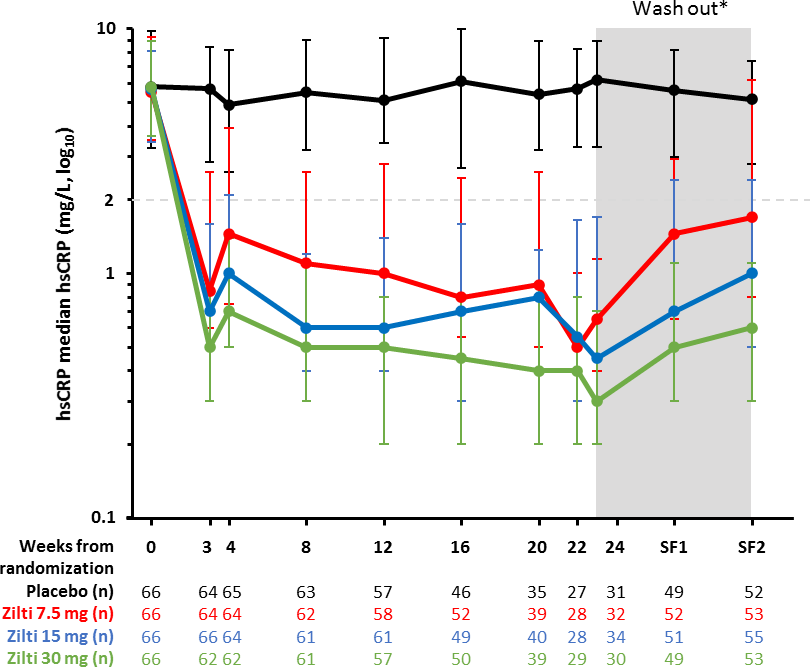 Wash out*
10
2
1
0.1
hsCRP median hsCRP (mg/L, log10)
Weeks from randomization 0 3 4 8 12 16 20 22 24 SF1 SF2
Placebo (n) 66 64 65 63 57 46 35 27 31 49 52
Zilti 7.5 mg (n) 66 64 64 62 58 52 39 28 32 52 53
Zilti 15 mg (n) 66 66 64 61 61 49 40 28 34 51 55
Zilti 30 mg (n) 66 62 62 61 57 50 39 29 30 49 53